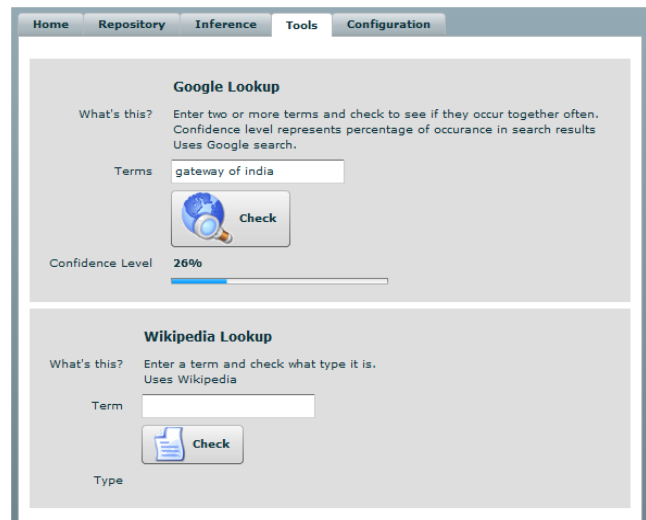 Home Repository Inference Tools Configuration
Google Lookup
What's this? Enter two or more terms and check to see if they occur together often.
Confidence level represents percentage of occurance in search results
Uses Google search.
Terms gateway of india
Check
Confidence Level 26%
Wikipedia Lookup
What's this? Enter a term and check what type it is.
Uses Wikipedia
Term
Check
Type